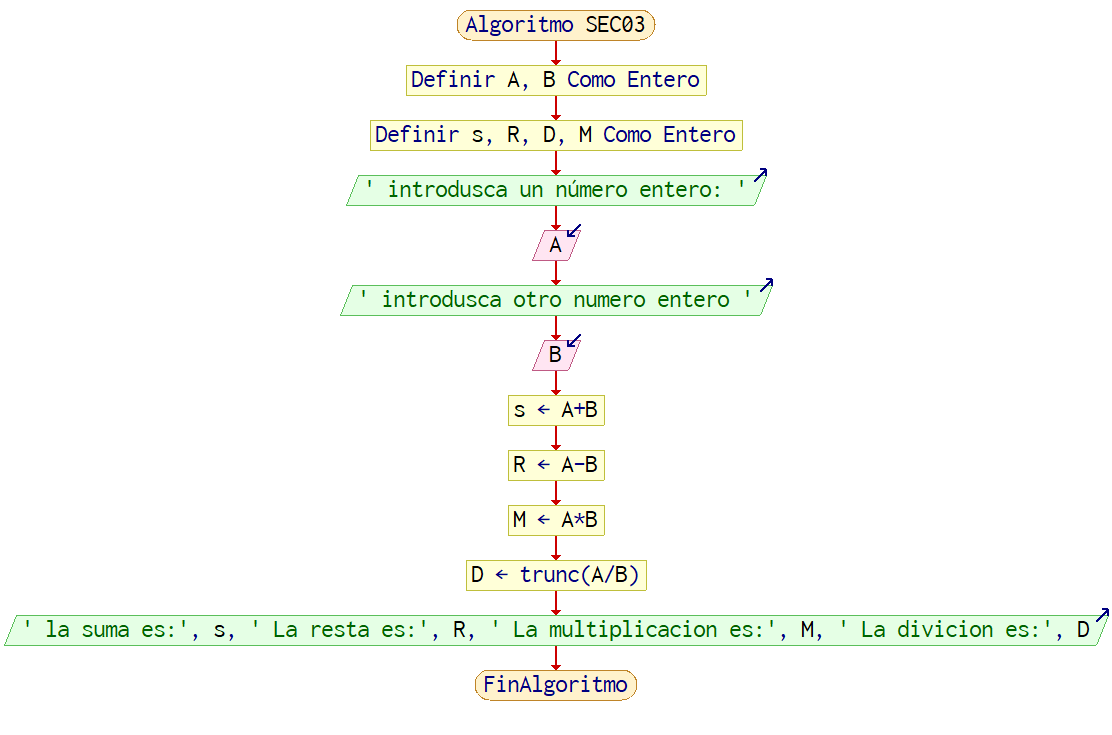 Algoritmo SEC03
Definir A, B Como Entero
Definir s, R, D, M Como Entero
' introdusca un número entero: '
A
' introdusca otro numero entero '
B
s ← A+B
R ← A-B
M ← A*B
D ← trunc(A/B)
' la suma es:', s, ' La resta es:', R, ' La multiplicacion es:', M, ' La divicion es:', D
FinAlgoritmo